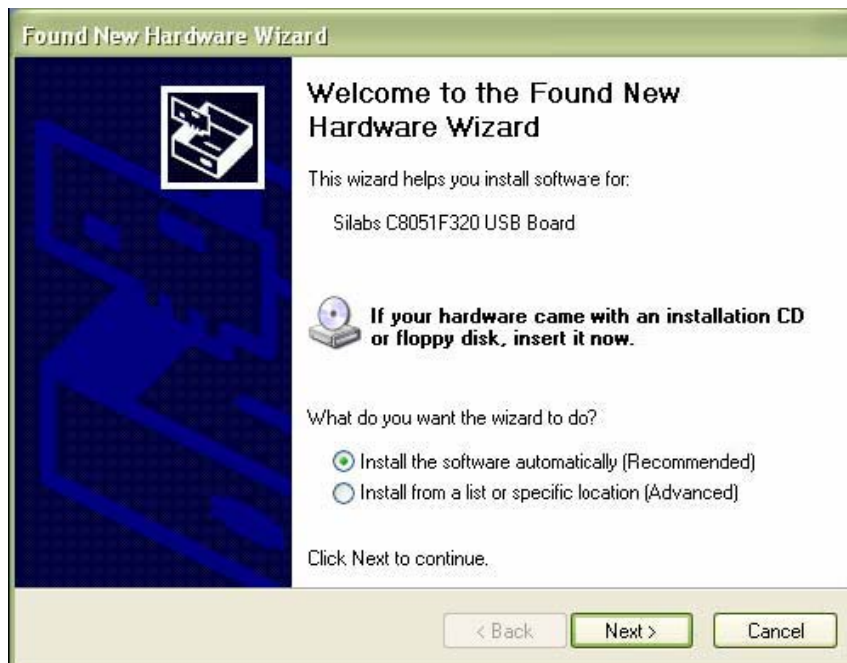 Found New Hardware Wizard
Welcome to the Found New
Hardware Wizard
This wizard helps you install software for:
Silabs C8051F320 USB Board
If your hardware came with an installation CD
or floppy disk, insert it now.
What do you want the wizard to do?
Install the software automatically (Recommended)
Install from a list or specific location (Advanced)
Click Next to continue.
< Back
Next >
Cancel